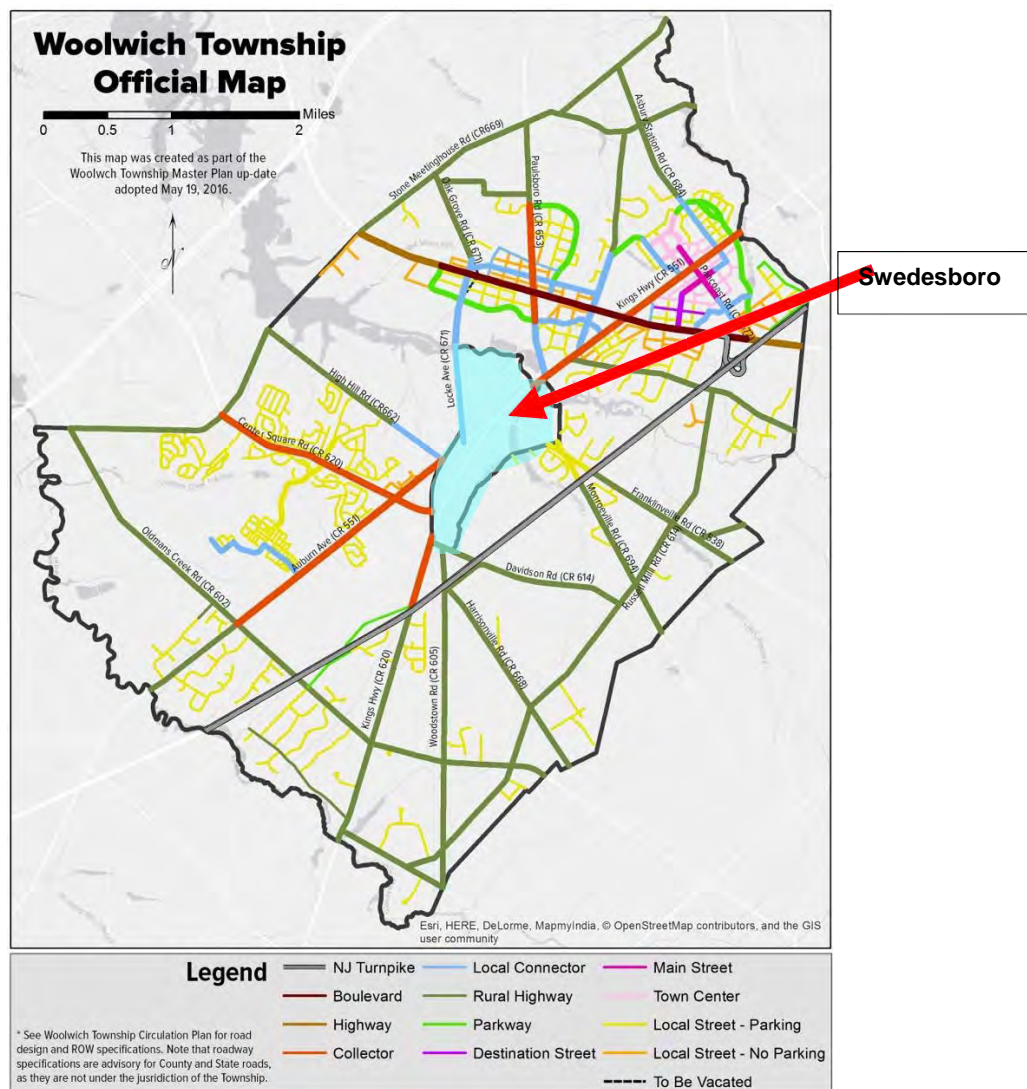 Woolwich Township
Official Map
Miles
0 0.5 1 2
This map was created as part of the
Woolwch Township Master Plan up-date
adopted May 19, 2016.
N
Stone Meetinghouse Rd (CR669)
Asbury Station Rd (CR 684)
Paulsboro Rd (CR 653)
Oak Grove Rd (CR 671)
Kings Hwy (CR 551)
Swedesboro
Locke Ave (CR 671)
High Hill Rd (CR662)
Center Square Rd (CR 620)
Auburn Ave (CR 551)
Oldmans Creek Rd (CR 602)
Franklinville Rd (CR 538)
Monroeville Rd (CR 694)
Russell Mill Rd (CR 614)
Davidson Rd (CR 614)
Harrisonville Rd (CR 668)
Kings Hwy (CR 620)
Woodstown Rd (CR 605)
Esri, HERE, DeLorme, MapmyIndia, © OpenStreetMap contributors, and the GIS
user community
Legend
NJ Turnpike
Boulevard
Highway
Collector
Local Connector
Rural Highway
Parkway
Destination Street
Main Street
Town Center
Local Street - Parking
Local Street - No Parking
To Be Vacated
* See Woolwich Township Circulation Plan for road
design and ROW specifications. Note that roadway
specifications are advisory for County and State roads,
as they are not under the jusridiction of the Township.